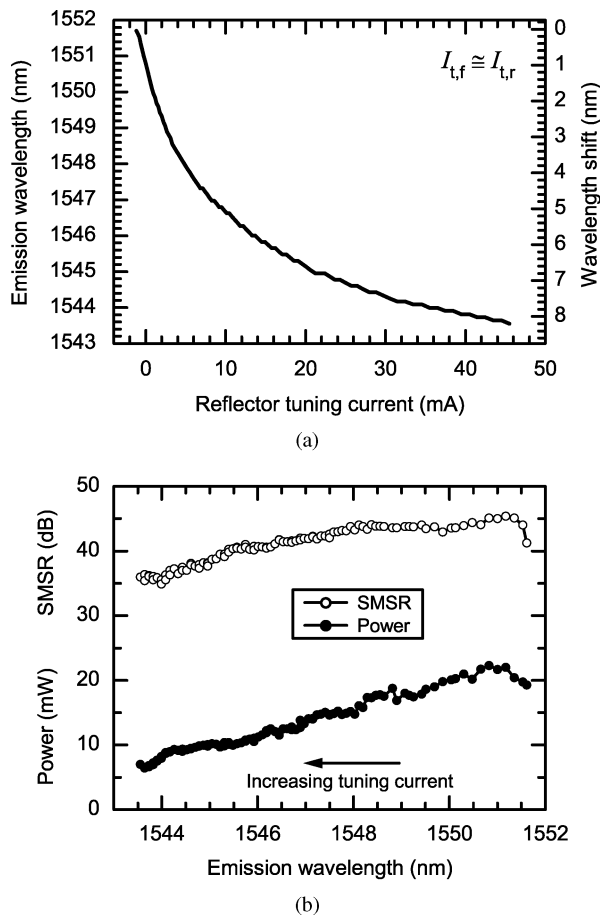 1552
1551
1550
1549
1548
1547
1546
1545
1544
1543
Emission wavelength (nm)
0
1
2
3
4
5
6
7
8
Wavelength shift (nm)
I_t,f ≅ I_t,r
0 10 20 30 40 50
Reflector tuning current (mA)
(a)
50
40
30
20
10
0
SMSR (dB)
Power (mW)
SMSR
Power
Increasing tuning current
1544 1546 1548 1550 1552
Emission wavelength (nm)
(b)